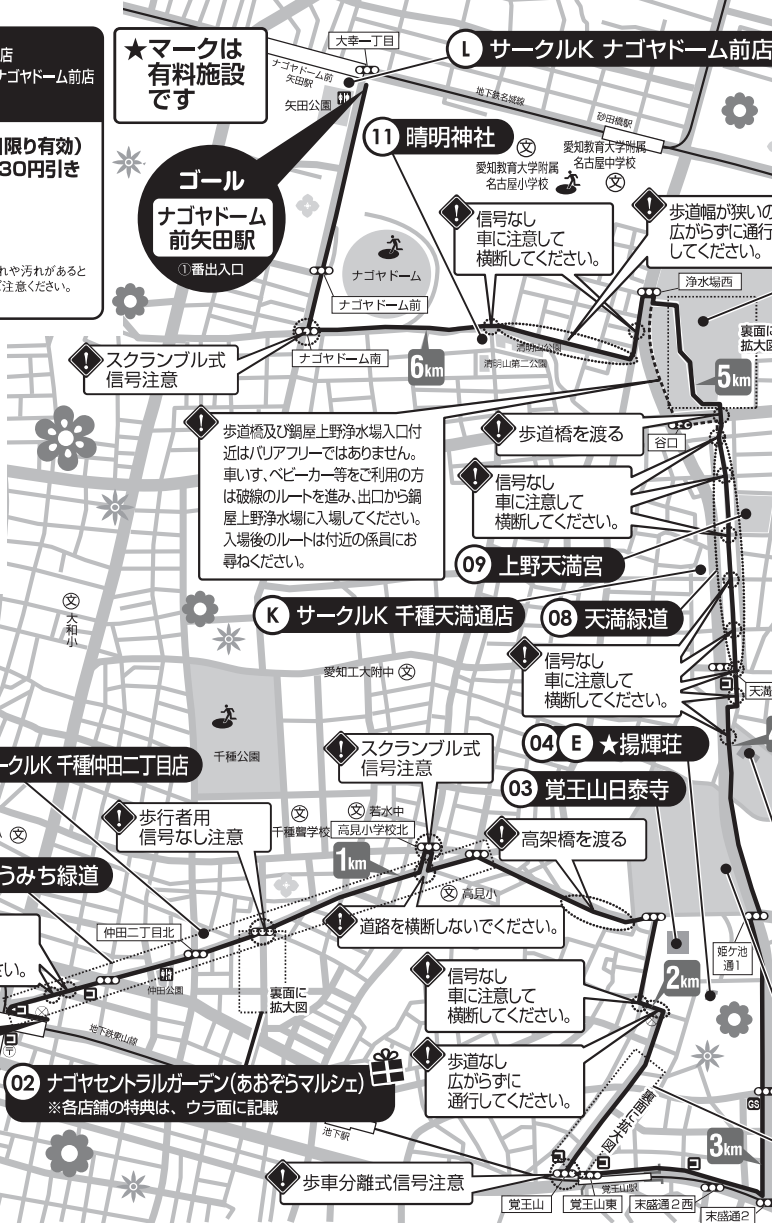 店
ナゴヤドーム前店
限り有効)
30円引き
れや汚れがあると
ご注意ください。
★マークは
有料施設
です
大幸一丁目
ナゴヤドーム前
矢田駅
矢田公園
L サークルK ナゴヤドーム前店
地下鉄名城線
砂田橋駅
11 晴明神社
文
愛知教育大学附属
名古屋小学校
愛知教育大学附属
名古屋中学校
文
ゴール
ナゴヤドーム
前矢田駅
①番出入口
ナゴヤドーム
ナゴヤドーム前
! 信号なし
車に注意して
横断してください。
! 歩道幅が狭いの
広がらずに通行
してください。
浄水場西
裏面に
拡大図
! スクランブル式
信号注意
ナゴヤドーム南
6km
清明山公園
清明山第二公園
5km
! 歩道橋及び鍋屋上野浄水場入口付
近はバリアフリーではありません。
車いす、ベビーカー等をご利用の方
は破線のルートを進み、出口から鍋
屋上野浄水場に入場してください。
入場後のルートは付近の係員にお
尋ねください。
! 歩道橋を渡る
谷口
! 信号なし
車に注意して
横断してください。
09 上野天満宮
K サークルK 千種天満通店
08 天満緑道
文
大和小
愛知工大附中 文
! 信号なし
車に注意して
横断してください。
天満
千種公園
04 E ★揚輝荘
03 覚王山日泰寺
ークルK 千種仲田二丁目店
! スクランブル式
信号注意
! 歩行者用
信号なし注意
文
千種聾学校
文 若水中
高見小学校北
! 高架橋を渡る
文
1km
文 高見小
うみち緑道
! 道路を横断しないでください。
仲田二丁目北
さい。
仲田公園
裏面に
拡大図
姫ケ池
通1
2km
! 信号なし
車に注意して
横断してください。
地下鉄東山線
! 歩道なし
広がらずに
通行してください。
02 ナゴヤセントラルガーデン(あおぞらマルシェ)
※各店舗の特典は、ウラ面に記載
裏面に拡大図
GS
池下駅
3km
! 歩車分離式信号注意
覚王山
覚王山東
覚王山駅
末盛通2西
末盛通2